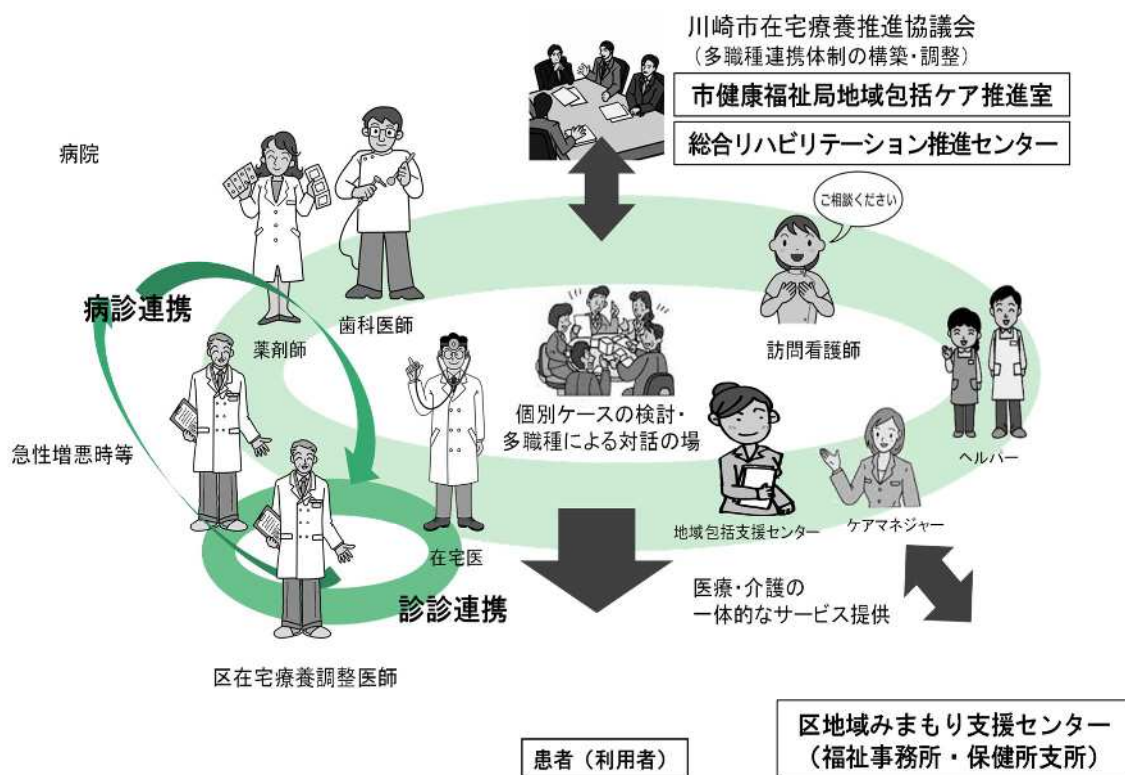 川崎市在宅療養推進協議会
（多職種連携体制の構築・調整）
市健康福祉局地域包括ケア推進室
総合リハビリテーション推進センター
病院
ご相談ください
病診連携
歯科医師
薬剤師
訪問看護師
個別ケースの検討・
多職種による対話の場
急性増悪時等
ヘルパー
地域包括支援センター
ケアマネジャー
在宅医
医療・介護の
一体的なサービス提供
診診連携
区在宅療養調整医師
区地域みまもり支援センター
（福祉事務所・保健所支所）
患者（利用者）